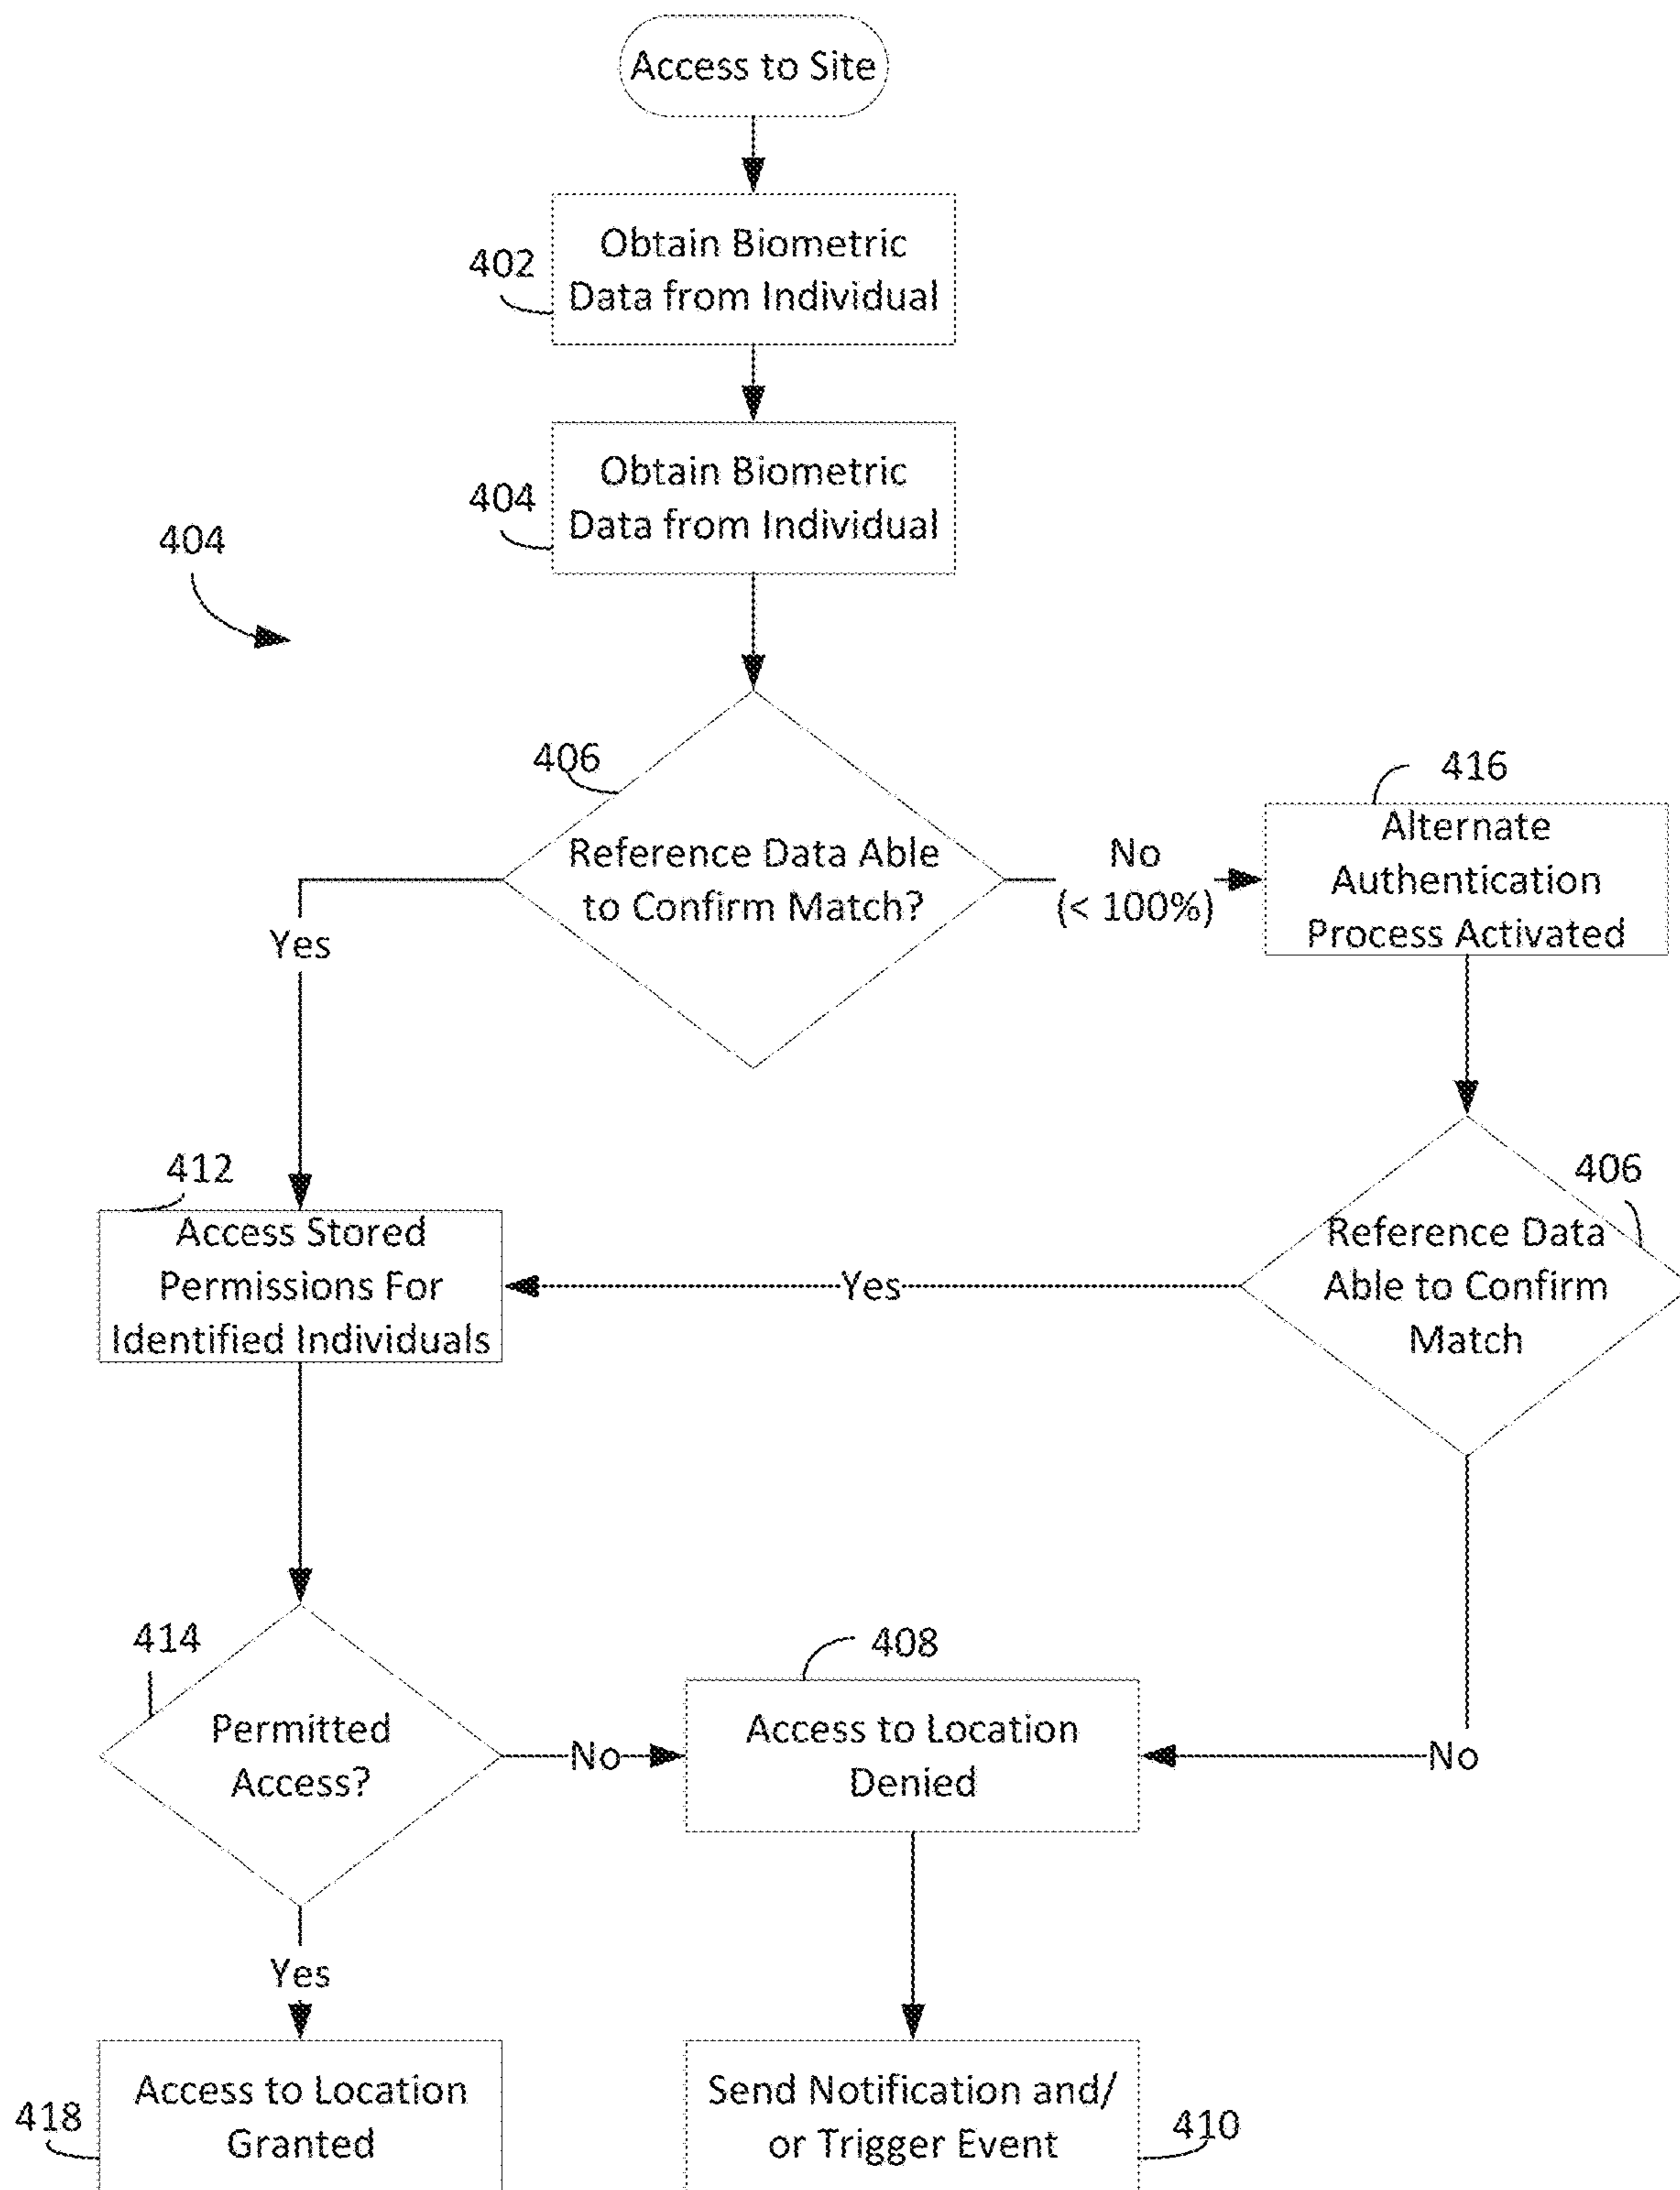 Access to Site
402
Obtain Biometric
Data from Individual
404
Obtain Biometric
Data from Individual
404
406
Reference Data Able
to Confirm Match?
No
(< 100%)
416
Alternate
Authentication
Process Activated
Yes
412
Access Stored
Permissions For
Identified Individuals
Yes
406
Reference Data
Able to Confirm
Match
414
Permitted
Access?
No
408
Access to Location
Denied
No
Yes
418
Access to Location
Granted
Send Notification and/
or Trigger Event
410